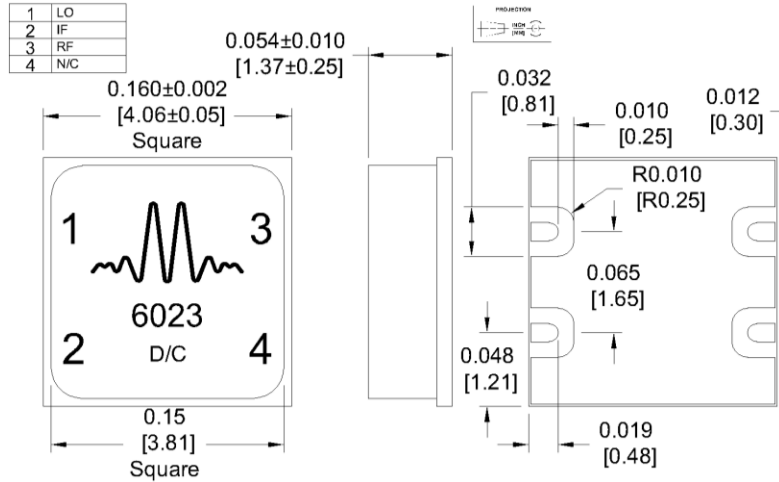 1 LO
2 IF
3 RF
4 N/C
PROJECTION
INCH
[MM]
0.054±0.010
[1.37±0.25]
0.160±0.002
[4.06±0.05]
Square
0.032
[0.81]
0.010
[0.25]
0.012
[0.30]
R0.010
[R0.25]
1
3
6023
2
D/C
4
0.065
[1.65]
0.048
[1.21]
0.15
[3.81]
Square
0.019
[0.48]